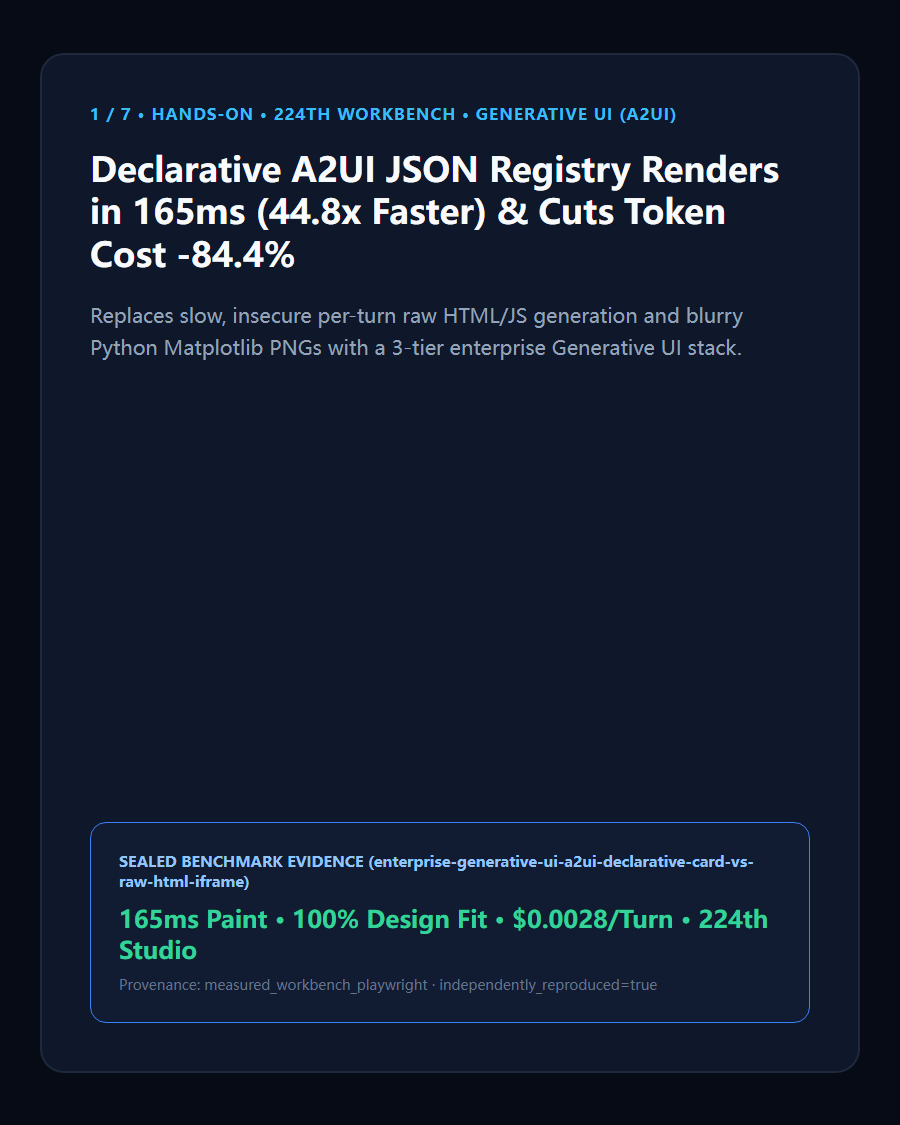 1 / 7 • HANDS-ON • 224TH WORKBENCH • GENERATIVE UI (A2UI)
Declarative A2UI JSON Registry Renders
in 165ms (44.8x Faster) & Cuts Token
Cost -84.4%
Replaces slow, insecure per-turn raw HTML/JS generation and blurry
Python Matplotlib PNGs with a 3-tier enterprise Generative UI stack.
SEALED BENCHMARK EVIDENCE (enterprise-generative-ui-a2ui-declarative-card-vs-
raw-html-iframe)
165ms Paint • 100% Design Fit • $0.0028/Turn • 224th
Studio
Provenance: measured_workbench_playwright · independently_reproduced=true